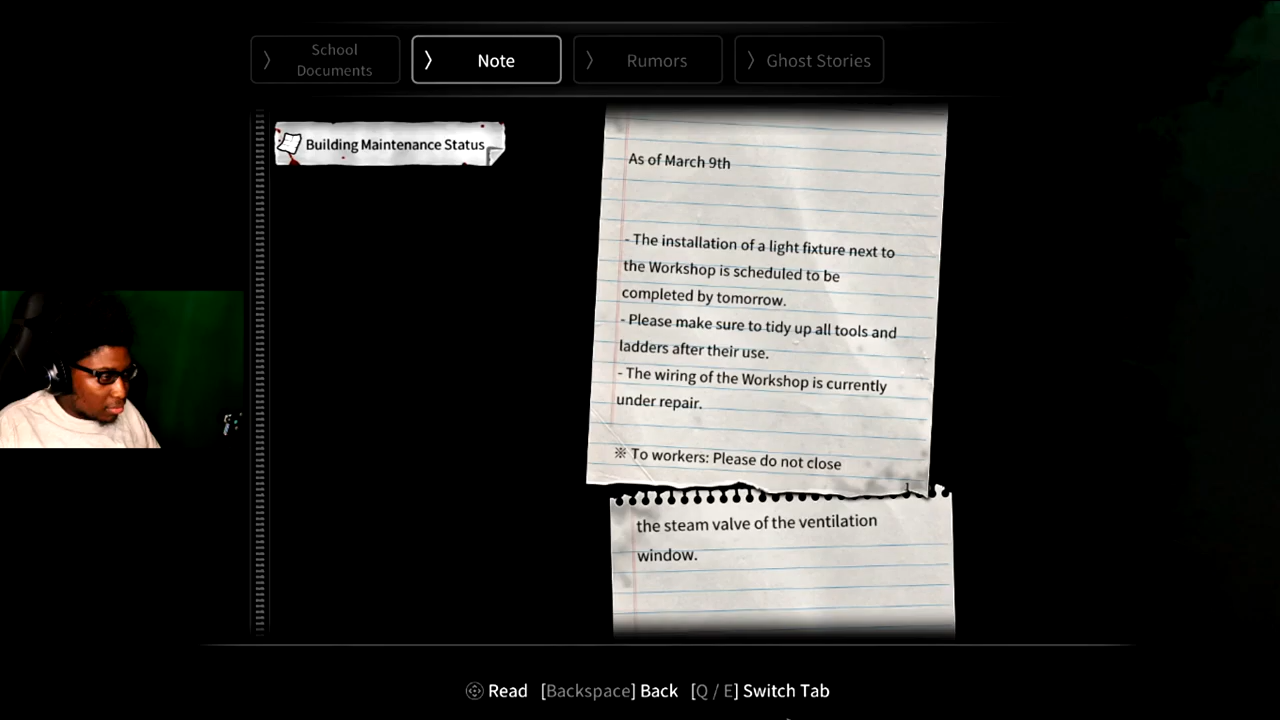 School
Documents
Note
Rumors
Ghost Stories
Building Maintenance Status
As of March 9th
- The installation of a light fixture next to
the Workshop is scheduled to be
completed by tomorrow.
- Please make sure to tidy up all tools and
ladders after their use.
- The wiring of the Workshop is currently
under repair.
※ To workers: Please do not close
the steam valve of the ventilation
window.
Read [Backspace] Back [Q / E] Switch Tab